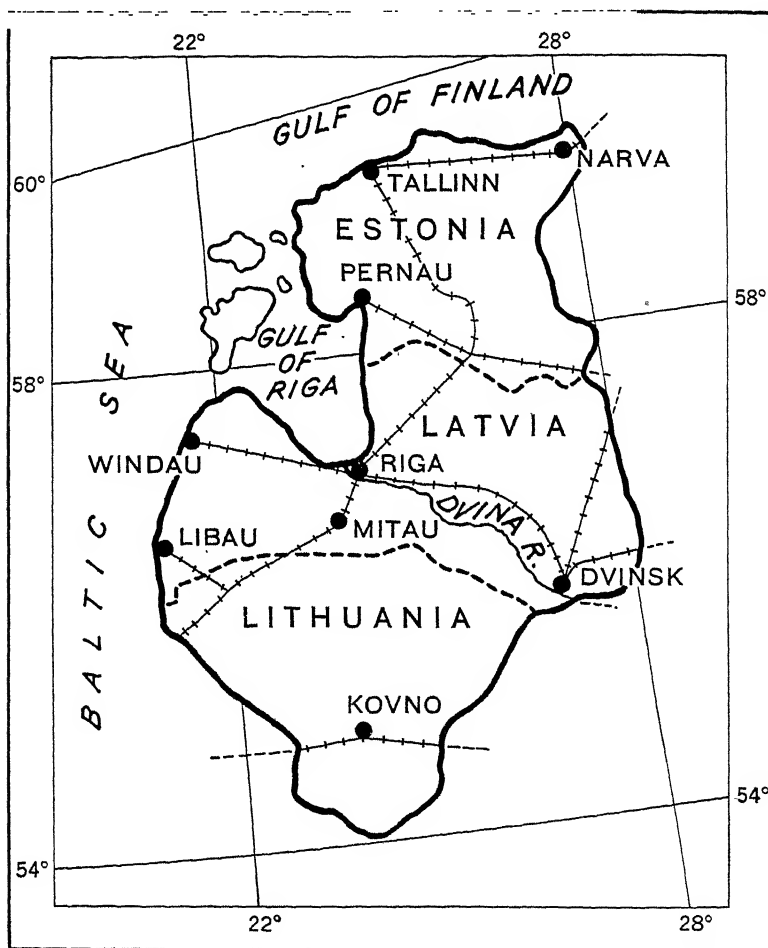 22°
28°
GULF OF FINLAND
60°
NARVA
TALLINN
ESTONIA
PERNAU
58°
GULF
OF
RIGA
58°
BALTIC SEA
LATVIA
WINDAU
RIGA
DVINA R.
LIBAU
MITAU
DVINSK
LITHUANIA
KOVNO
54°
54°
22°
28°